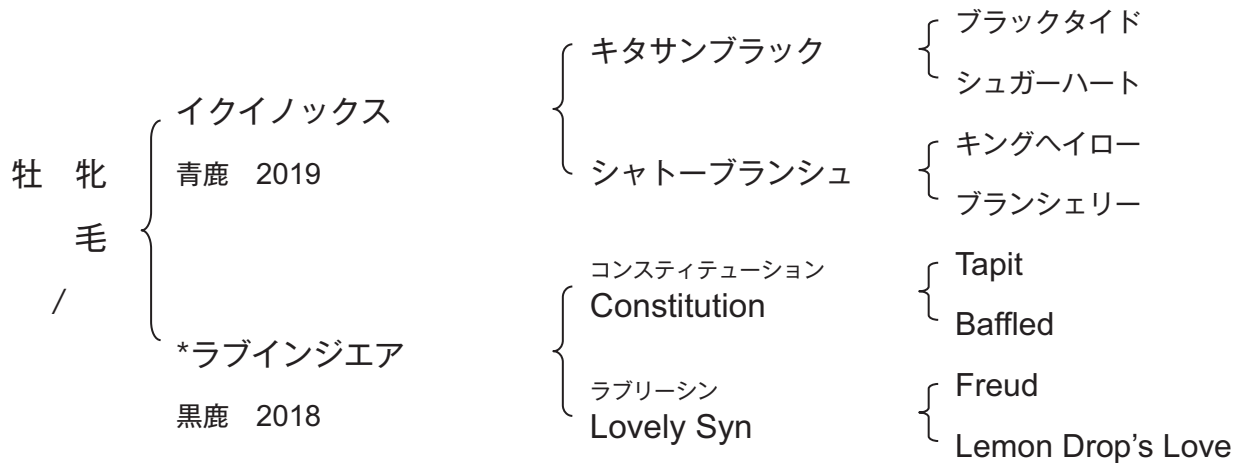 牡 牝
毛
/
イクイノックス
青鹿 2019
*ラブインジエア
黒鹿 2018
キタサンブラック
シャトーブランシュ
コンスティテューション
Constitution
ラブリーシン
Lovely Syn
ブラックタイド
シュガーハート
キングヘイロー
ブランシェリー
Tapit
Baffled
Freud
Lemon Drop’s Love